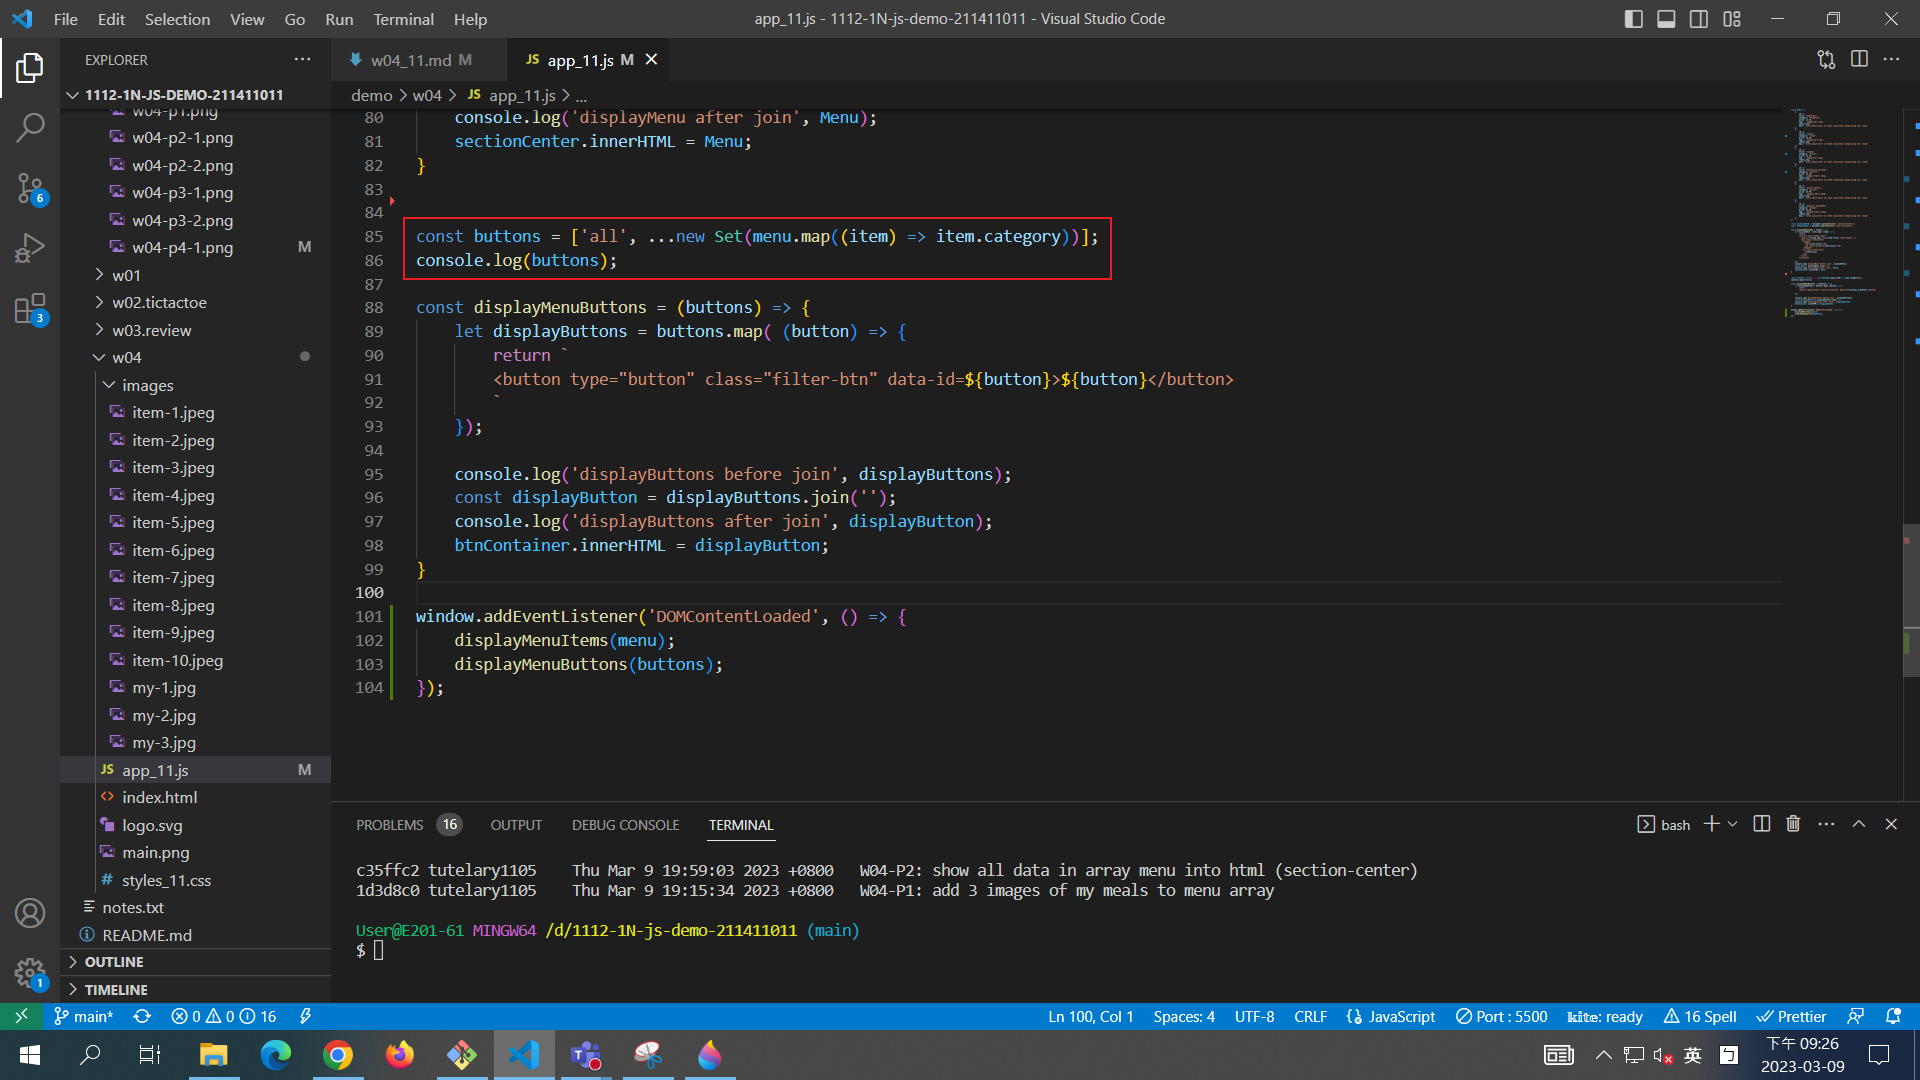 File Edit Selection View Go Run Terminal Help
app_11.js - 1112-1N-js-demo-211411011 - Visual Studio Code
EXPLORER
1112-1N-JS-DEMO-211411011
w04-p1.png
w04-p2-1.png
w04-p2-2.png
w04-p3-1.png
w04-p3-2.png
w04-p4-1.png M
w01
w02.tictactoe
w03.review
w04
images
item-1.jpeg
item-2.jpeg
item-3.jpeg
item-4.jpeg
item-5.jpeg
item-6.jpeg
item-7.jpeg
item-8.jpeg
item-9.jpeg
item-10.jpeg
my-1.jpg
my-2.jpg
my-3.jpg
JS app_11.js M
index.html
logo.svg
main.png
# styles_11.css
notes.txt
README.md
OUTLINE
TIMELINE
6
3
1
w04_11.md M
JS app_11.js M
demo > w04 > JS app_11.js > ...
80 console.log('displayMenu after join', Menu);
81 sectionCenter.innerHTML = Menu;
82 }
83
84
85 const buttons = ['all', ...new Set(menu.map((item) => item.category))];
86 console.log(buttons);
87
88 const displayMenuButtons = (buttons) => {
89 let displayButtons = buttons.map( (button) => {
90 return `
91 <button type="button" class="filter-btn" data-id=${button}>${button}</button>
92 `
93 });
94
95 console.log('displayButtons before join', displayButtons);
96 const displayButton = displayButtons.join('');
97 console.log('displayButtons after join', displayButton);
98 btnContainer.innerHTML = displayButton;
99 }
100
101 window.addEventListener('DOMContentLoaded', () => {
102 displayMenuItems(menu);
103 displayMenuButtons(buttons);
104 });
PROBLEMS 16 OUTPUT DEBUG CONSOLE TERMINAL
bash
c35ffc2 tutelary1105 Thu Mar 9 19:59:03 2023 +0800 W04-P2: show all data in array menu into html (section-center)
1d3d8c0 tutelary1105 Thu Mar 9 19:15:34 2023 +0800 W04-P1: add 3 images of my meals to menu array
User@E201-61 MINGW64 /d/1112-1N-js-demo-211411011 (main)
$
main* 0 0 16
Ln 100, Col 1 Spaces: 4 UTF-8 CRLF JavaScript Port : 5500 kite: ready 16 Spell Prettier
英
下午 09:26
2023-03-09